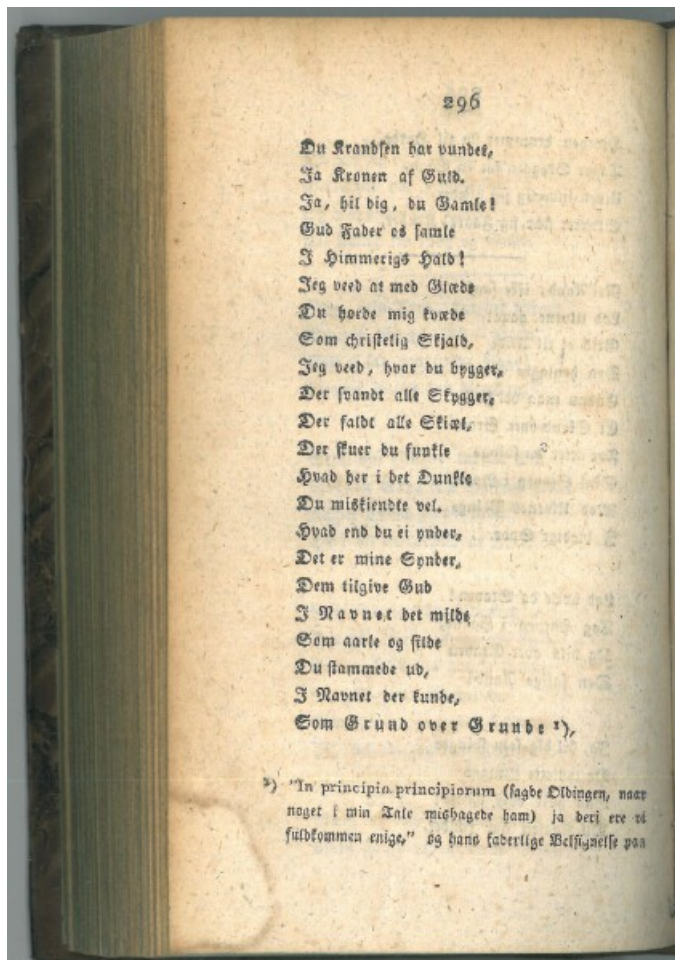 296
Du Krandsen har vundet,
Ja Kronen af Guld.
Ja, hil dig, du Gamle!
Gud Fader os samle
I Himmerigs Hald!
Jeg veed at med Glæde
Du hørde mig kvæde
Som christelig Skjald,
Jeg veed, hvor du bygger,
Der svandt alle Skygger,
Der faldt alle Skiæl,
Der skuer du funkle
Hvad her i det Dunkle
Du miskiendte vel.
Hvad end du ei ynder,
Det er mine Synder,
Dem tilgive Gud
I Navnet det milde
Som aarle og silde
Du stammede ud,
I Navnet der kunde,
Som Grund over Grunde ¹),
¹) "In principio principiorum (sagde Oldingen, naar
noget i min Tale mishagede ham) ja deri ere vi
fuldkommen enige," og hans faderlige Velsignelse paa